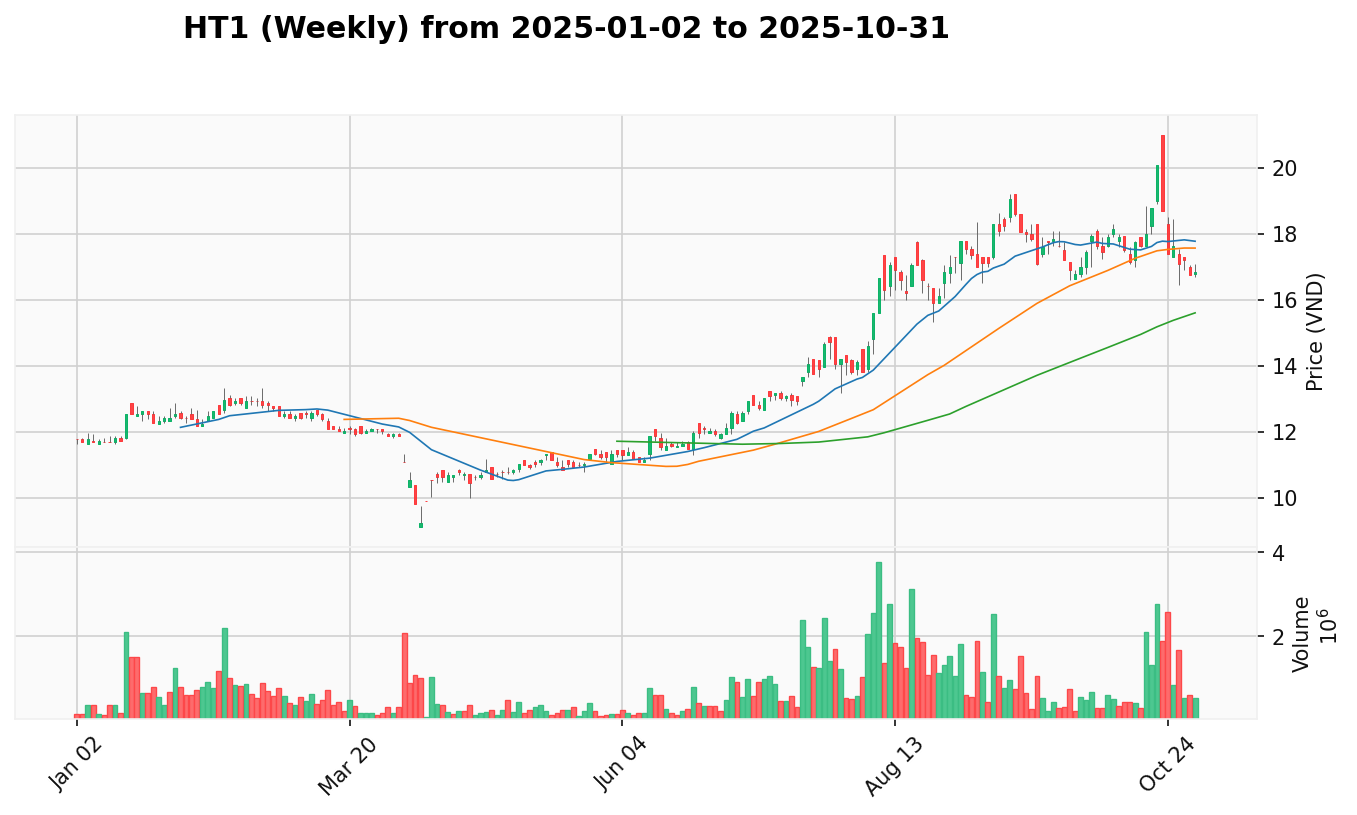 HT1 (Weekly) from 2025-01-02 to 2025-10-31
20
18
16
14
12
10
Price (VND)
4
2
Volume
10⁶
Jan 02
Mar 20
Jun 04
Aug 13
Oct 24